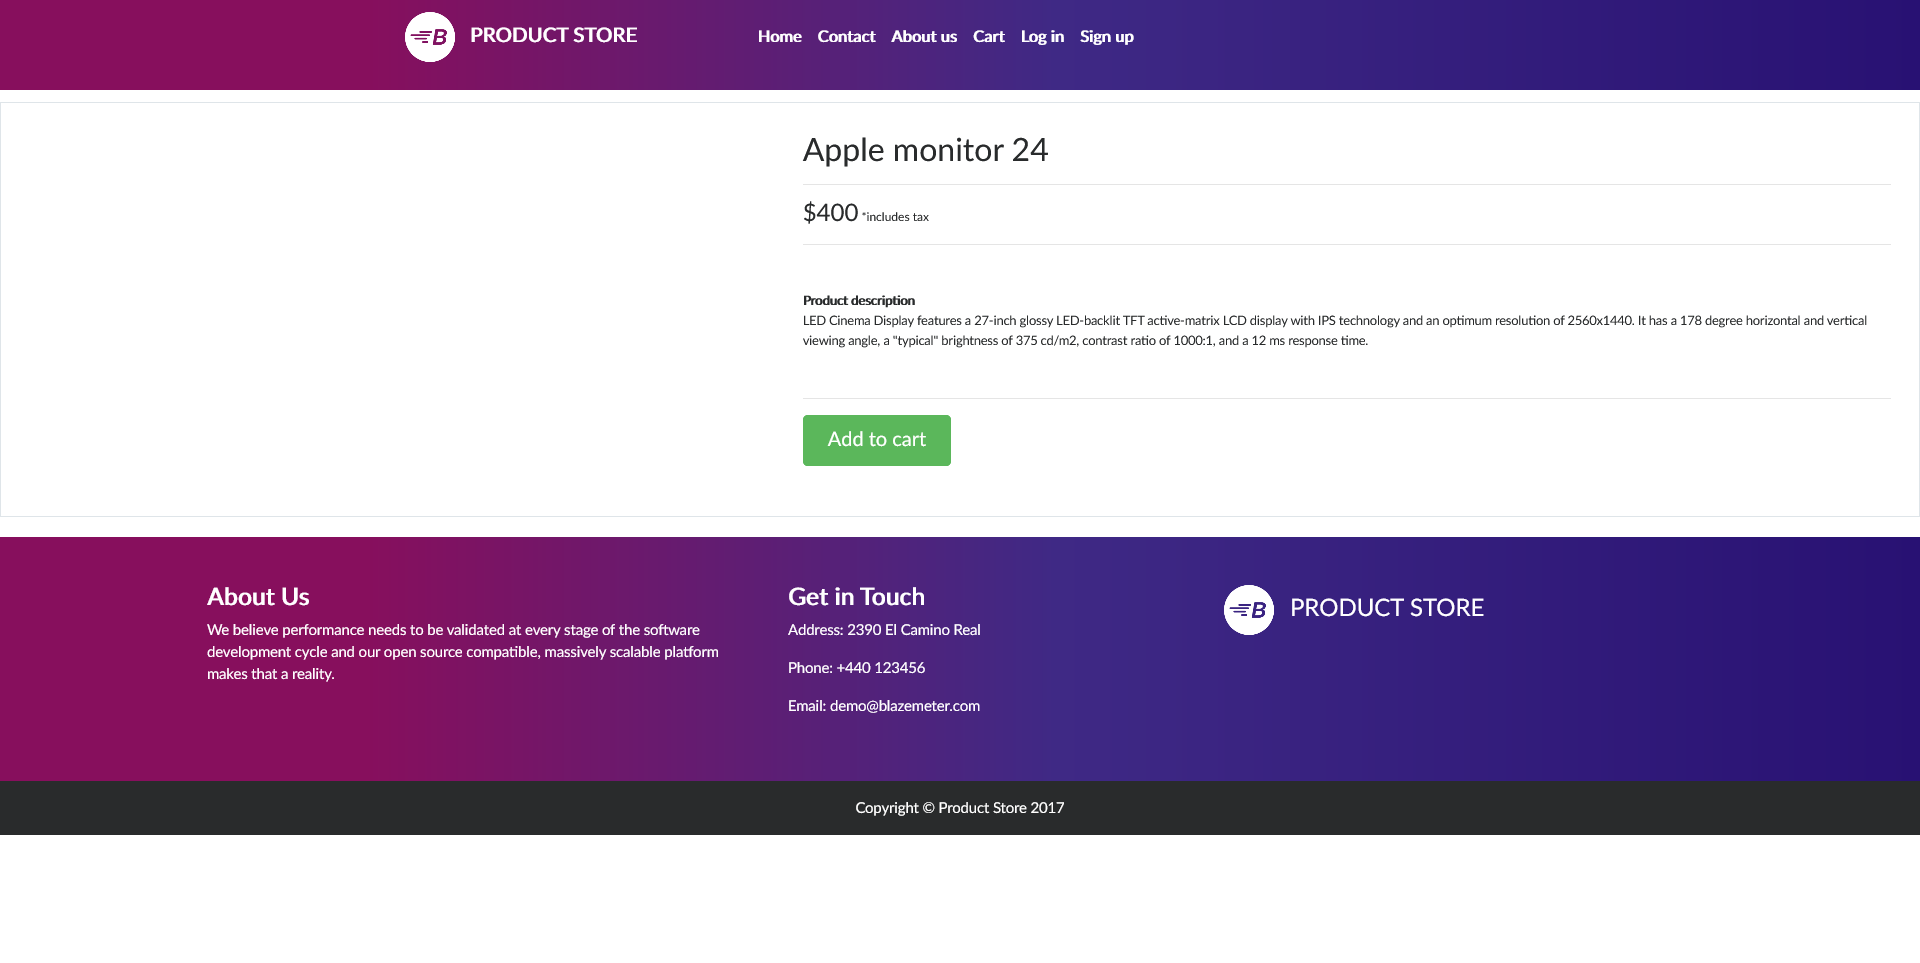 B PRODUCT STORE Home Contact About us Cart Log in Sign up
Apple monitor 24
$400 *includes tax
Product description
LED Cinema Display features a 27-inch glossy LED-backlit TFT active-matrix LCD display with IPS technology and an optimum resolution of 2560x1440. It has a 178 degree horizontal and vertical
viewing angle, a "typical" brightness of 375 cd/m2, contrast ratio of 1000:1, and a 12 ms response time.
Add to cart
About Us
We believe performance needs to be validated at every stage of the software
development cycle and our open source compatible, massively scalable platform
makes that a reality.
Get in Touch
Address: 2390 El Camino Real
Phone: +440 123456
Email: demo@blazemeter.com
B PRODUCT STORE
Copyright © Product Store 2017